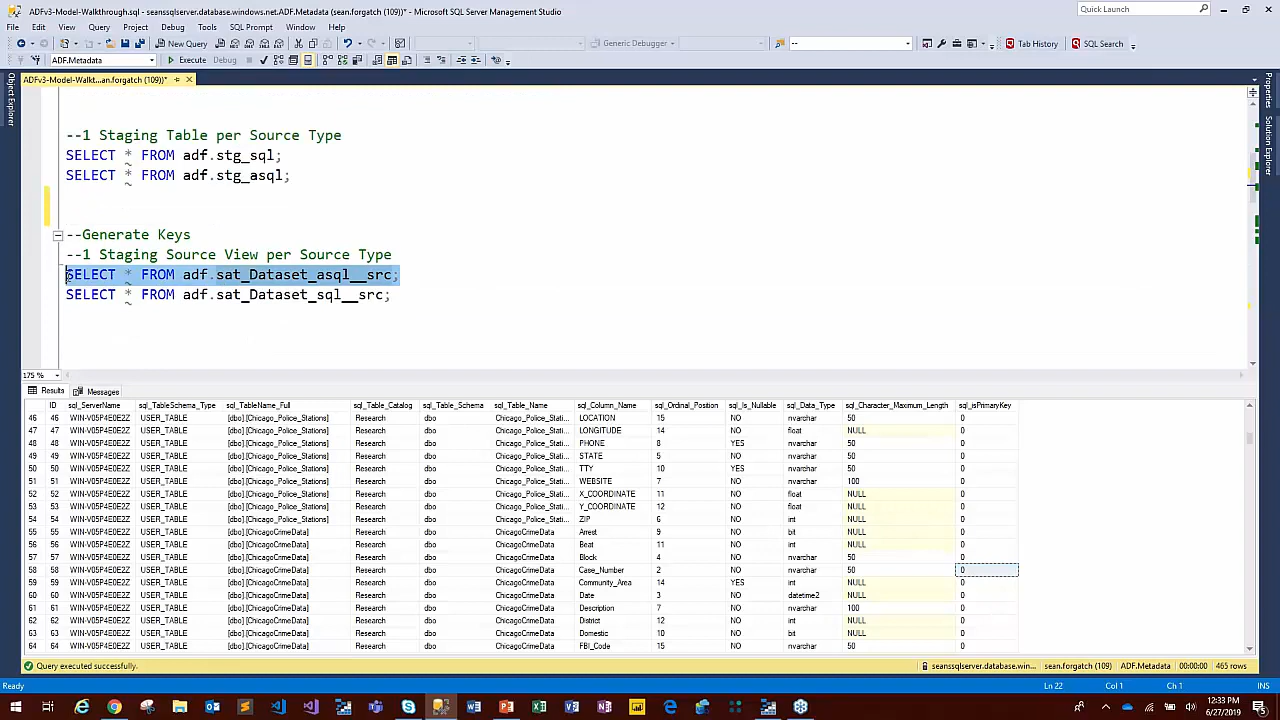 ADFv3-Model-Walkthrough.sql - seanssqlserver.database.windows.net.ADF.Metadata (sean.forgatch (109))* - Microsoft SQL Server Management Studio
Quick Launch
File Edit View Query Project Debug Tools SQL Prompt Window Help
New Query Generic Debugger -- Tab History SQL Search
ADF.Metadata Execute Debug
ADFv3-Model-Walkt...an.forgatch (109))*
Object Explorer
Properties
Solution Explorer
--1 Staging Table per Source Type
SELECT * FROM adf.stg_sql;
SELECT * FROM adf.stg_asql;
--Generate Keys
--1 Staging Source View per Source Type
SELECT * FROM adf.sat_Dataset_asql__src;
SELECT * FROM adf.sat_Dataset_sql__src;
175 %
Results Messages
ID sql_ServerName sql_TableSchema_Type sql_TableName_Full sql_Table_Catalog sql_Table_Schema sql_Table_Name sql_Column_Name sql_Ordinal_Position sql_Is_Nullable sql_Data_Type sql_Character_Maximum_Length sql_isPrimaryKey
46 46 WIN-V05P4E0E2Z USER_TABLE [dbo].[Chicago_Police_Stations] Research dbo Chicago_Police_Stati... LOCATION 15 NO nvarchar 50 0
47 47 WIN-V05P4E0E2Z USER_TABLE [dbo].[Chicago_Police_Stations] Research dbo Chicago_Police_Stati... LONGITUDE 14 NO float NULL 0
48 48 WIN-V05P4E0E2Z USER_TABLE [dbo].[Chicago_Police_Stations] Research dbo Chicago_Police_Stati... PHONE 8 YES nvarchar 50 0
49 49 WIN-V05P4E0E2Z USER_TABLE [dbo].[Chicago_Police_Stations] Research dbo Chicago_Police_Stati... STATE 5 NO nvarchar 50 0
50 50 WIN-V05P4E0E2Z USER_TABLE [dbo].[Chicago_Police_Stations] Research dbo Chicago_Police_Stati... TTY 10 YES nvarchar 50 0
51 51 WIN-V05P4E0E2Z USER_TABLE [dbo].[Chicago_Police_Stations] Research dbo Chicago_Police_Stati... WEBSITE 7 NO nvarchar 100 0
52 52 WIN-V05P4E0E2Z USER_TABLE [dbo].[Chicago_Police_Stations] Research dbo Chicago_Police_Stati... X_COORDINATE 11 NO float NULL 0
53 53 WIN-V05P4E0E2Z USER_TABLE [dbo].[Chicago_Police_Stations] Research dbo Chicago_Police_Stati... Y_COORDINATE 12 NO float NULL 0
54 54 WIN-V05P4E0E2Z USER_TABLE [dbo].[Chicago_Police_Stations] Research dbo Chicago_Police_Stati... ZIP 6 NO int NULL 0
55 55 WIN-V05P4E0E2Z USER_TABLE [dbo].[ChicagoCrimeData] Research dbo ChicagoCrimeData Arrest 9 NO bit NULL 0
56 56 WIN-V05P4E0E2Z USER_TABLE [dbo].[ChicagoCrimeData] Research dbo ChicagoCrimeData Beat 11 NO int NULL 0
57 57 WIN-V05P4E0E2Z USER_TABLE [dbo].[ChicagoCrimeData] Research dbo ChicagoCrimeData Block 4 NO nvarchar 50 0
58 58 WIN-V05P4E0E2Z USER_TABLE [dbo].[ChicagoCrimeData] Research dbo ChicagoCrimeData Case_Number 2 NO nvarchar 50 0
59 59 WIN-V05P4E0E2Z USER_TABLE [dbo].[ChicagoCrimeData] Research dbo ChicagoCrimeData Community_Area 14 YES int NULL 0
60 60 WIN-V05P4E0E2Z USER_TABLE [dbo].[ChicagoCrimeData] Research dbo ChicagoCrimeData Date 3 NO datetime2 NULL 0
61 61 WIN-V05P4E0E2Z USER_TABLE [dbo].[ChicagoCrimeData] Research dbo ChicagoCrimeData Description 7 NO nvarchar 100 0
62 62 WIN-V05P4E0E2Z USER_TABLE [dbo].[ChicagoCrimeData] Research dbo ChicagoCrimeData District 12 NO int NULL 0
63 63 WIN-V05P4E0E2Z USER_TABLE [dbo].[ChicagoCrimeData] Research dbo ChicagoCrimeData Domestic 10 NO bit NULL 0
64 64 WIN-V05P4E0E2Z USER_TABLE [dbo].[ChicagoCrimeData] Research dbo ChicagoCrimeData FBI_Code 15 NO nvarchar 50 0
Query executed successfully. seanssqlserver.database.win... sean.forgatch (109) ADF.Metadata 00:00:00 465 rows
Ready Ln 22 Col 1 Ch 1 INS
12:33 PM
6/27/2019